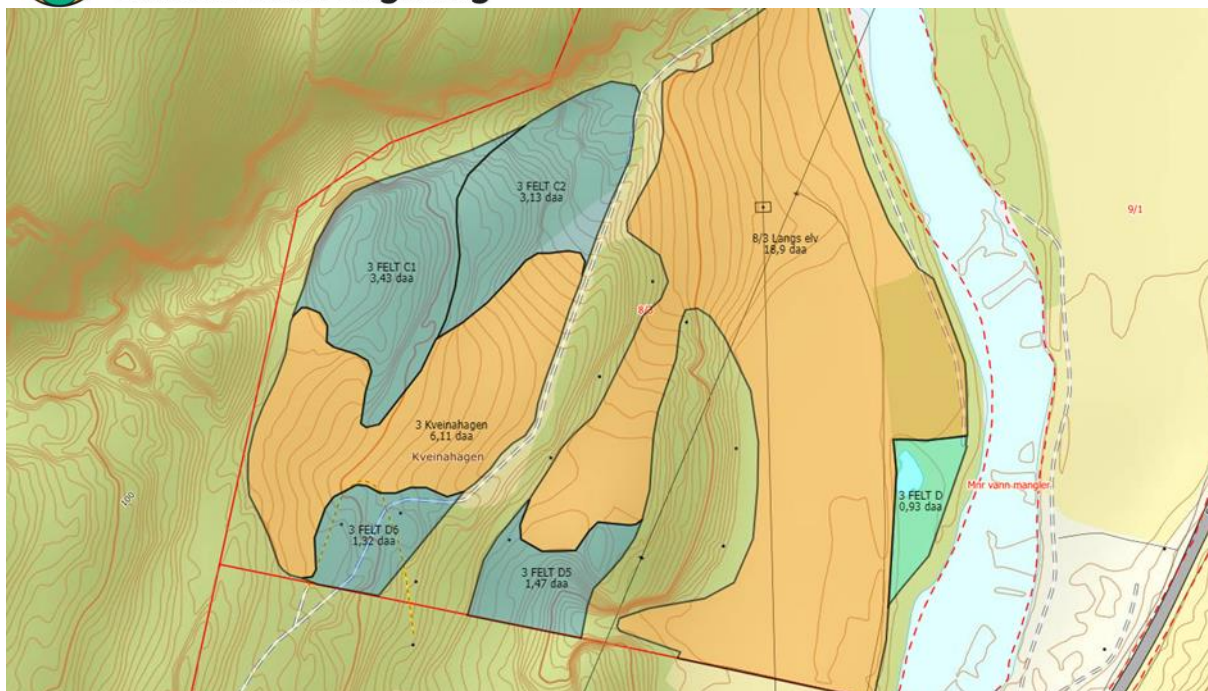 3 FELT C2
3,13 daa
9/1
8/3 Langs elv
18,9 daa
3 FELT C1
3,43 daa
3 Kveinahagen
6,11 daa
Kveinahagen
Mnr vann mangler
100
3 FELT D
0,93 daa
3 FELT D6
1,32 daa
3 FELT D5
1,47 daa